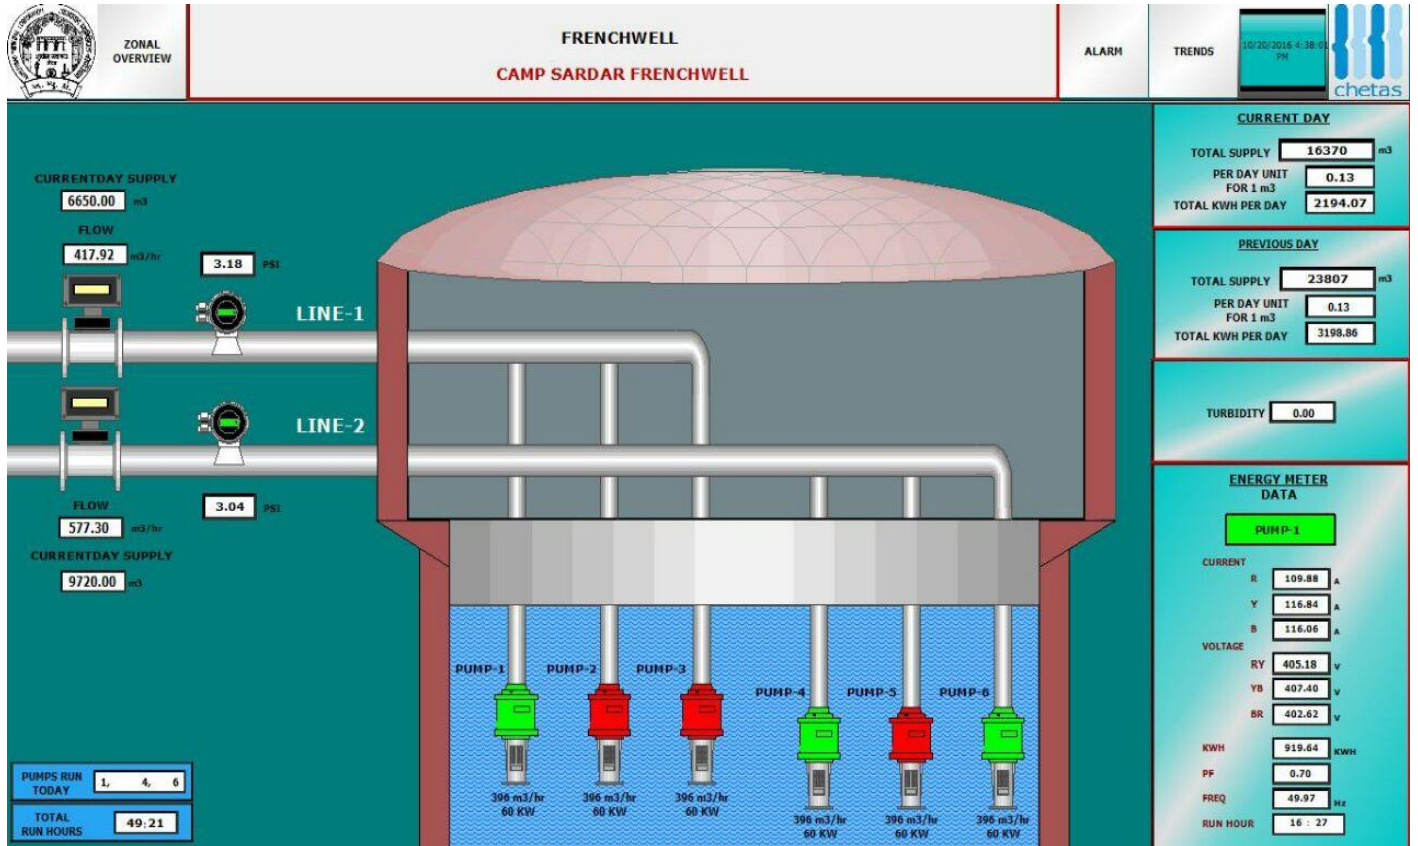 ZONAL
OVERVIEW
FRENCHWELL
CAMP SARDAR FRENCHWELL
ALARM
TRENDS
10/20/2016 4:38:01
PM
chetas
CURRENTDAY SUPPLY
6650.00 m3
FLOW
417.92 m3/hr
3.18 PSI
LINE-1
LINE-2
FLOW
577.30 m3/hr
3.04 PSI
CURRENTDAY SUPPLY
9720.00 m3
PUMP-1 PUMP-2 PUMP-3
PUMP-4 PUMP-5 PUMP-6
396 m3/hr 396 m3/hr 396 m3/hr
60 KW 60 KW 60 KW
396 m3/hr 396 m3/hr 396 m3/hr
60 KW 60 KW 60 KW
PUMPS RUN
TODAY
1, 4, 6
TOTAL
RUN HOURS
49:21
CURRENT DAY
TOTAL SUPPLY 16370 m3
PER DAY UNIT
FOR 1 m3
0.13
TOTAL KWH PER DAY 2194.07
PREVIOUS DAY
TOTAL SUPPLY 23807 m3
PER DAY UNIT
FOR 1 m3
0.13
TOTAL KWH PER DAY 3198.86
TURBIDITY 0.00
ENERGY METER
DATA
PUMP-1
CURRENT
R 109.88 A
Y 116.84 A
B 116.06 A
VOLTAGE
RY 405.18 V
YB 407.40 V
BR 402.62 V
KWH 919.64 KWH
PF 0.70
FREQ 49.97 Hz
RUN HOUR 16 : 27